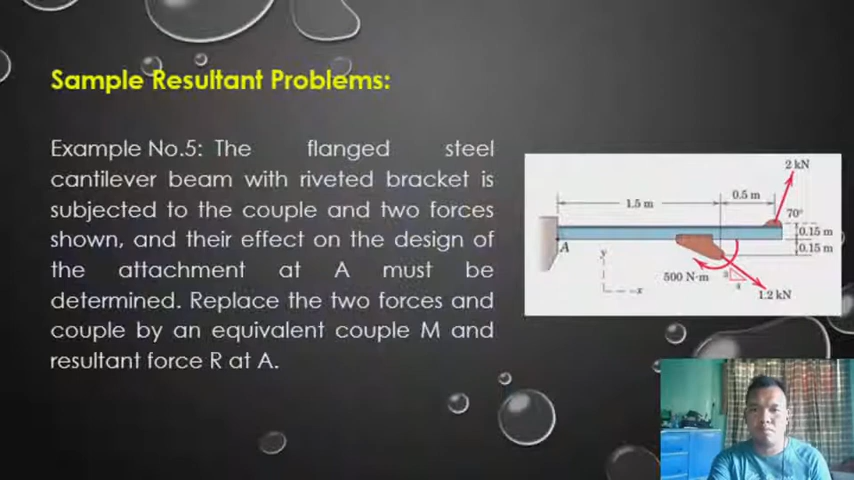 Sample Resultant Problems:
Example No.5: The flanged steel
cantilever beam with riveted bracket is
subjected to the couple and two forces
shown, and their effect on the design of
the attachment at A must be
determined. Replace the two forces and
couple by an equivalent couple M and
resultant force R at A.
2 kN
0.5 m
1.5 m
70°
0.15 m
A
0.15 m
y
500 N·m
3
4
x
1.2 kN